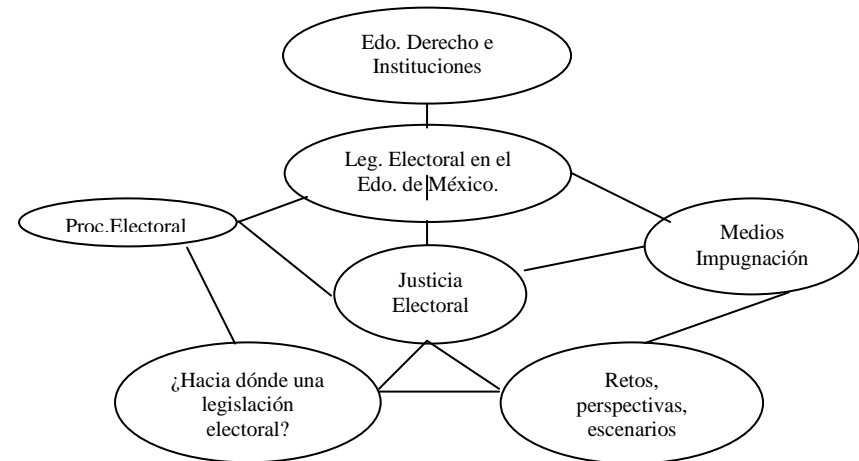 Edo. Derecho e
Instituciones
Leg. Electoral en el
Edo. de México.
Proc.Electoral
Medios
Impugnación
Justicia
Electoral
¿Hacia dónde una
legislación
electoral?
Retos,
perspectivas,
escenarios